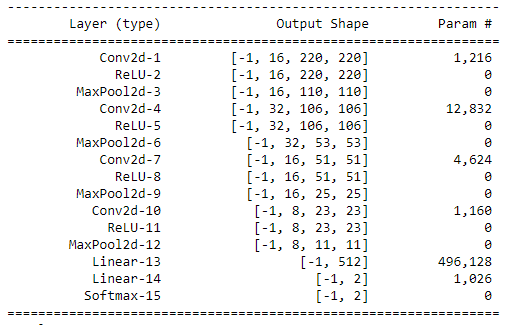 ----------------------------------------------------------------
Layer (type) Output Shape Param #
================================================================
Conv2d-1 [-1, 16, 220, 220] 1,216
ReLU-2 [-1, 16, 220, 220] 0
MaxPool2d-3 [-1, 16, 110, 110] 0
Conv2d-4 [-1, 32, 106, 106] 12,832
ReLU-5 [-1, 32, 106, 106] 0
MaxPool2d-6 [-1, 32, 53, 53] 0
Conv2d-7 [-1, 16, 51, 51] 4,624
ReLU-8 [-1, 16, 51, 51] 0
MaxPool2d-9 [-1, 16, 25, 25] 0
Conv2d-10 [-1, 8, 23, 23] 1,160
ReLU-11 [-1, 8, 23, 23] 0
MaxPool2d-12 [-1, 8, 11, 11] 0
Linear-13 [-1, 512] 496,128
Linear-14 [-1, 2] 1,026
Softmax-15 [-1, 2] 0
================================================================